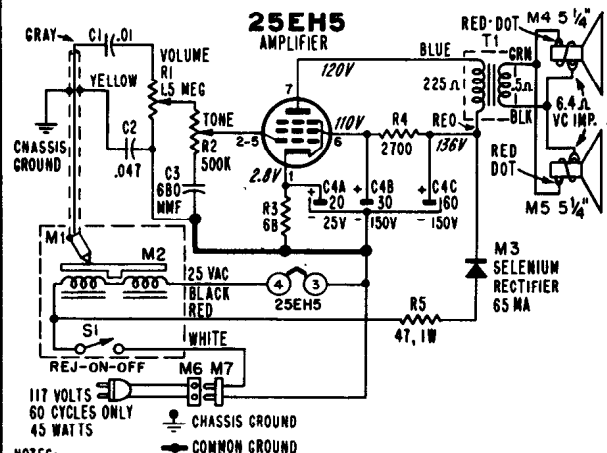 25EH5
AMPLIFIER
GRAY
C1 .01
VOLUME
R1
1.5 MEG
YELLOW
C2
.047
CHASSIS
GROUND
TONE
R2
500K
C3
680
MMF
7
120V
2-5
6
110V
2.8V
1
R3
68
C4A
20
25V
C4B
30
150V
C4C
60
150V
R4
2700
136V
BLUE
RED
225Ω
T1
.5Ω
GRN
BLK
RED DOT
M4 5 1/4"
6.4Ω
VC IMP.
RED
DOT
M5 5 1/4"
M1
M2
25 VAC
BLACK
RED
4
3
25EH5
M3
SELENIUM
RECTIFIER
65 MA
R5
47, 1W
S1
WHITE
REJ-ON-OFF
M6 M7
117 VOLTS
60 CYCLES ONLY
45 WATTS
CHASSIS GROUND
COMMON GROUND
NOTES: